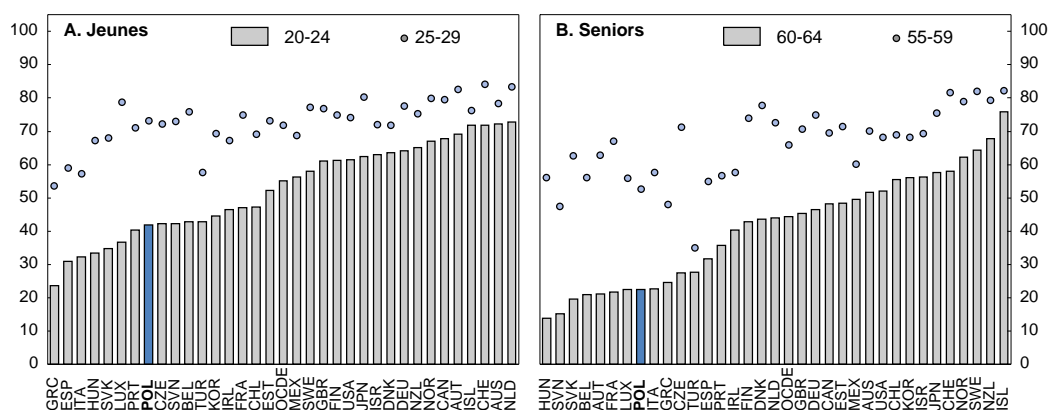 A. Jeunes
20-24
25-29
100
90
80
70
60
50
40
30
20
10
0
GRC
ESP
ITA
HUN
SVK
LUX
PRT
POL
CZE
SVN
BEL
TUR
KOR
IRL
FRA
CHL
EST
OCDE
MEX
SWE
GBR
FIN
USA
JPN
ISR
DNK
DEU
NZL
NOR
CAN
AUT
ISL
CHE
AUS
NLD
B. Seniors
60-64
55-59
100
90
80
70
60
50
40
30
20
10
0
HUN
SVN
SVK
BEL
AUT
FRA
LUX
POL
ITA
GRC
CZE
TUR
ESP
PRT
IRL
FIN
DNK
NLD
OCDE
GBR
DEU
CAN
EST
MEX
AUS
USA
CHL
KOR
ISR
JPN
CHE
NOR
SWE
NZL
ISL